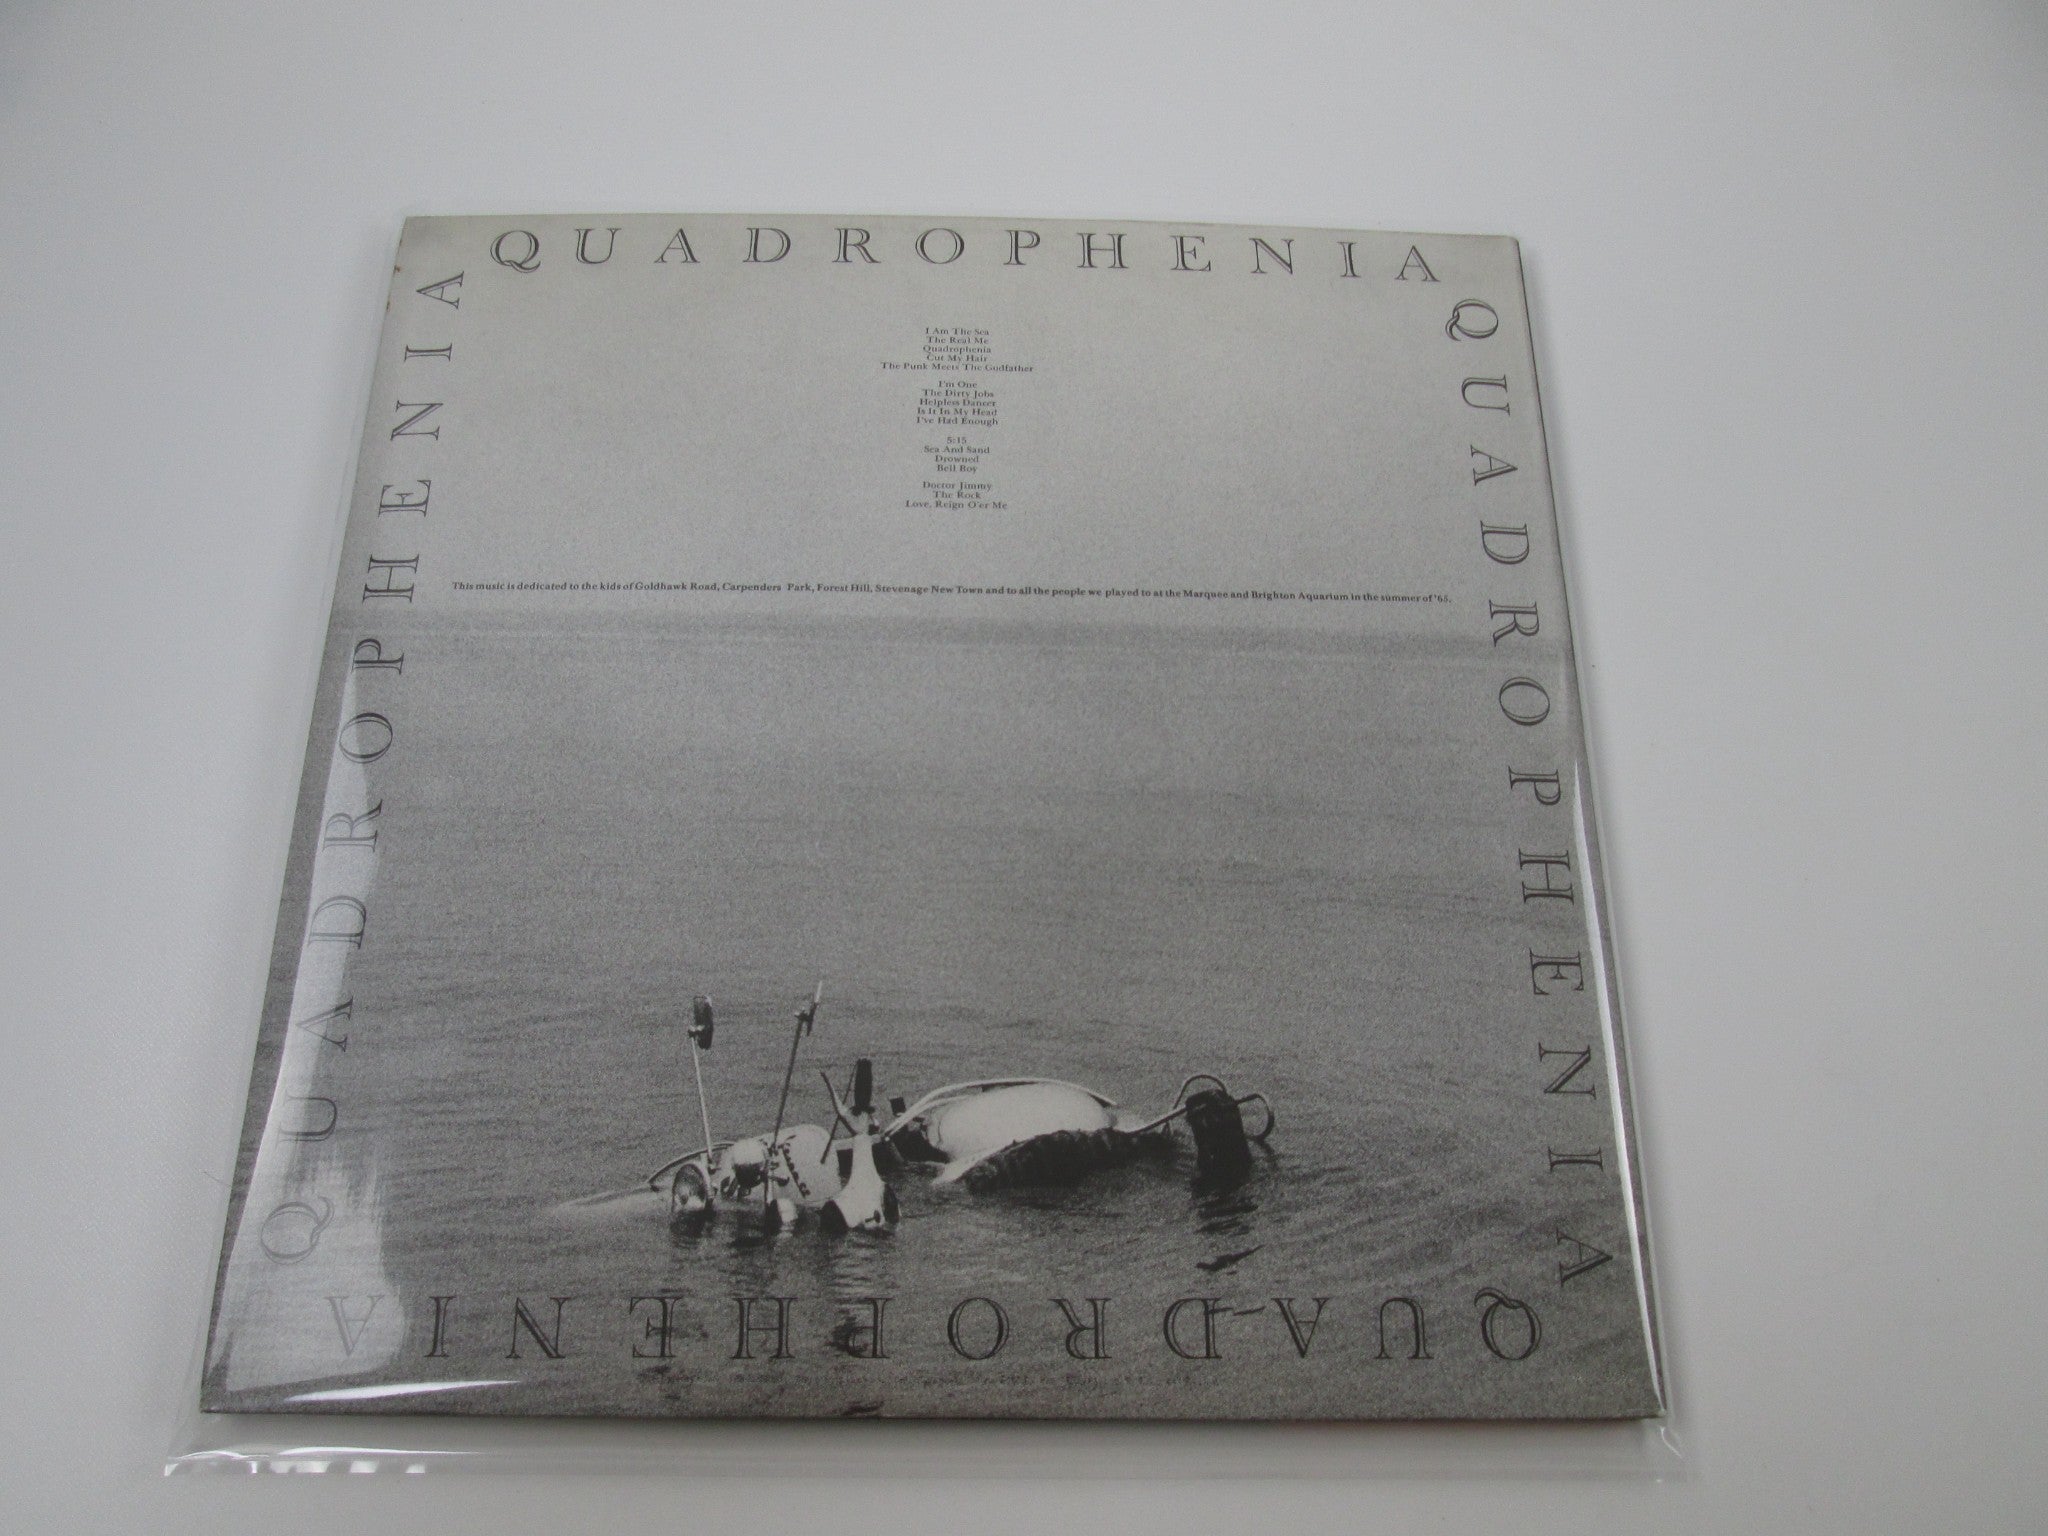 QUADROPHENIA
QUADROPHENIA
I Am The Sea
The Real Me
Quadrophenia
Cut My Hair
The Punk Meets The Godfather
I'm One
The Dirty Jobs
Helpless Dancer
Is It In My Head
I've Had Enough
5:15
Sea And Sand
Drowned
Bell Boy
Doctor Jimmy
The Rock
Love, Reign O'er Me
This music is dedicated to the kids of Goldhawk Road, Carpenders Park, Forest Hill, Stevenage New Town and to all the people we played to at the Marquee and Brighton Aquarium in the summer of '65.
QUADROPHENIA
QUADROPHENIA